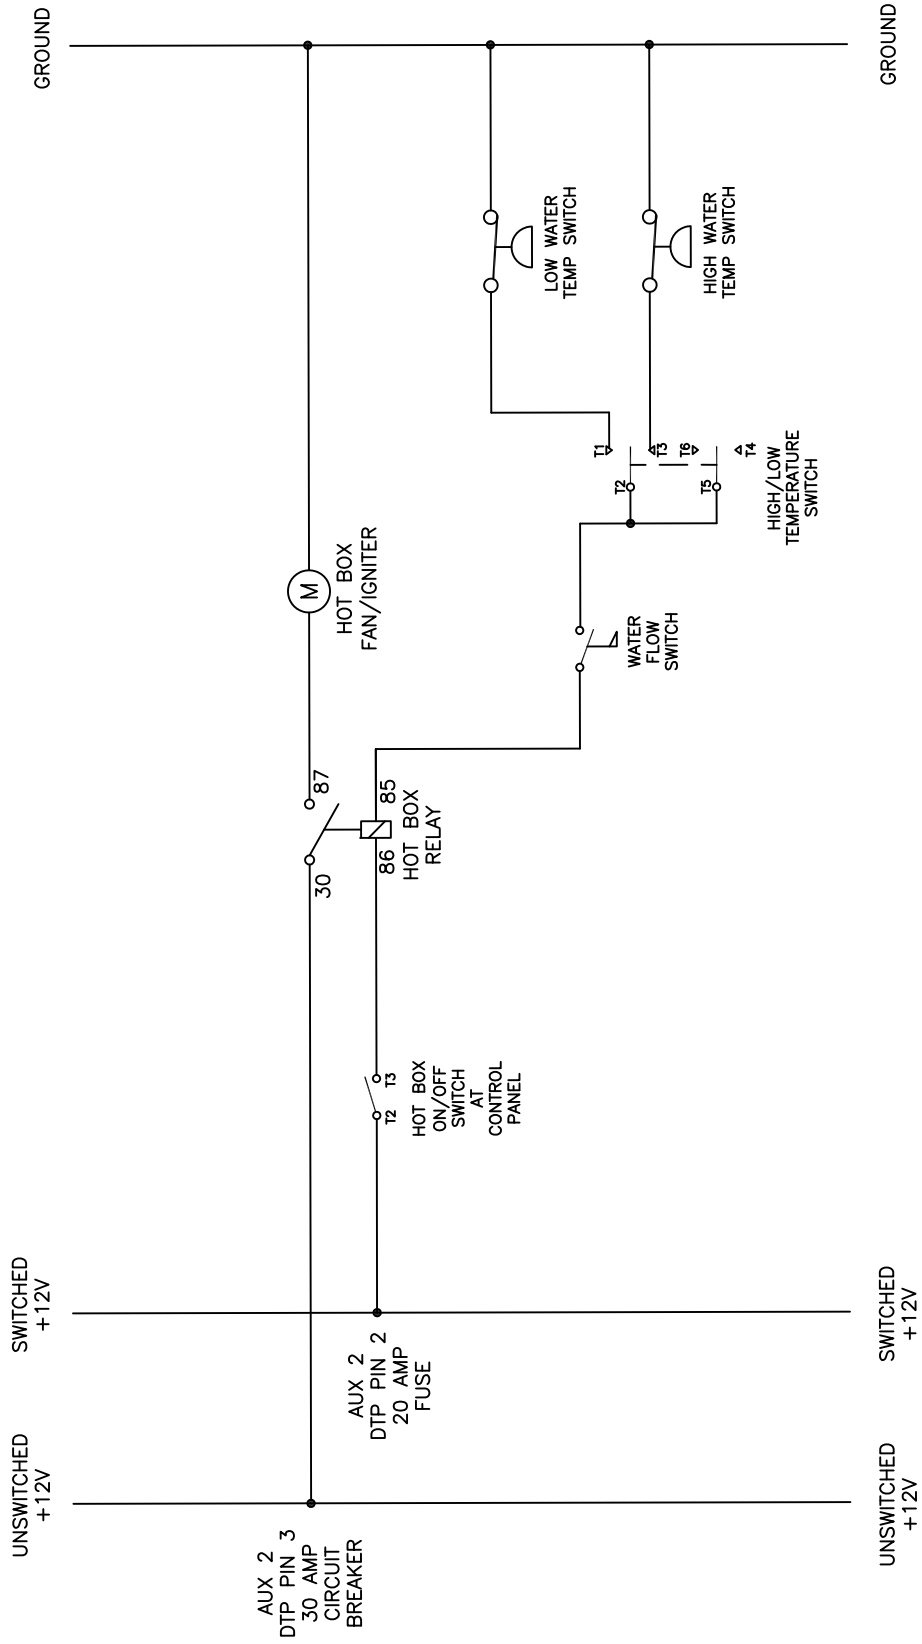 UNSWITCHED
+12V
SWITCHED
+12V
GROUND
AUX 2
DTP PIN 3
30 AMP
CIRCUIT
BREAKER
30
87
M
HOT BOX
FAN/IGNITER
AUX 2
DTP PIN 2
20 AMP
FUSE
T2
T3
HOT BOX
ON/OFF
SWITCH
AT
CONTROL
PANEL
86
85
HOT BOX
RELAY
LOW WATER
TEMP SWITCH
WATER
FLOW
SWITCH
T1
T2
T3
T6
T5
T4
HIGH/LOW
TEMPERATURE
SWITCH
HIGH WATER
TEMP SWITCH
UNSWITCHED
+12V
SWITCHED
+12V
GROUND